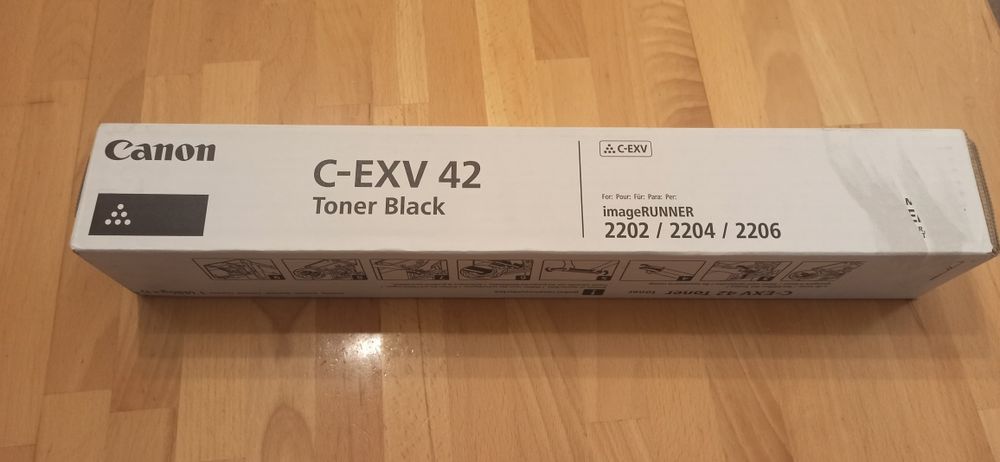 Canon
C-EXV 42
Toner Black
C-EXV
For: Pour: Für: Para: Per:
imageRUNNER
2202 / 2204 / 2206
C-EXV 42 Toner